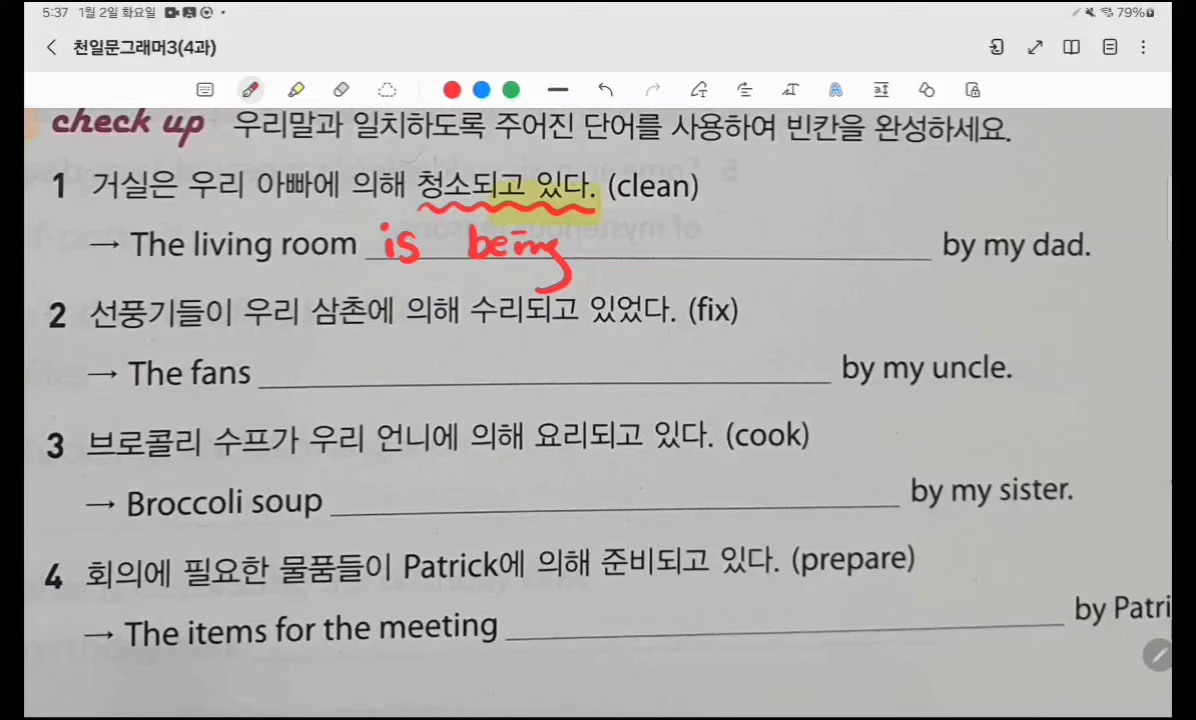 5:37 1월 2일 화요일
79%
천일문그래머3(4과)
check up 우리말과 일치하도록 주어진 단어를 사용하여 빈칸을 완성하세요.
1 거실은 우리 아빠에 의해 청소되고 있다. (clean)
→ The living room is being by my dad.
2 선풍기들이 우리 삼촌에 의해 수리되고 있었다. (fix)
→ The fans by my uncle.
3 브로콜리 수프가 우리 언니에 의해 요리되고 있다. (cook)
→ Broccoli soup by my sister.
4 회의에 필요한 물품들이 Patrick에 의해 준비되고 있다. (prepare)
→ The items for the meeting by Patri